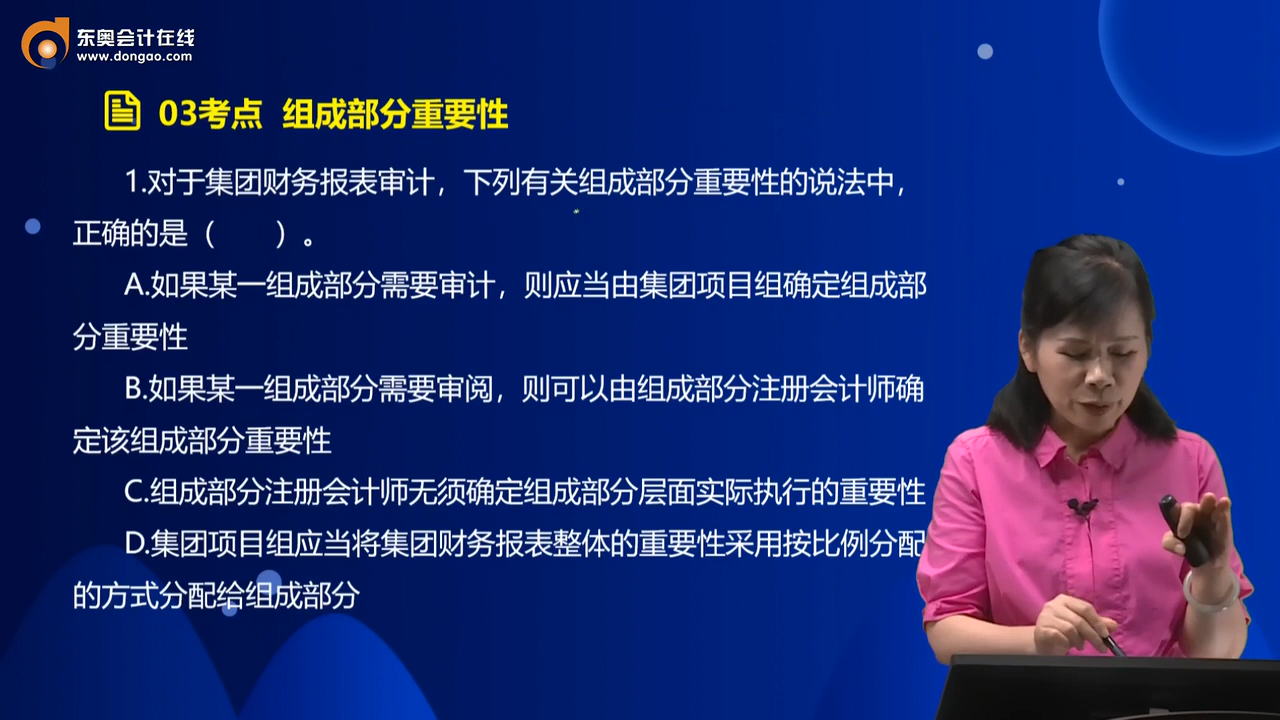 东奥会计在线
www.dongao.com
03考点 组成部分重要性
1.对于集团财务报表审计，下列有关组成部分重要性的说法中，
正确的是（　　）。
A.如果某一组成部分需要审计，则应当由集团项目组确定组成部
分重要性
B.如果某一组成部分需要审阅，则可以由组成部分注册会计师确
定该组成部分重要性
C.组成部分注册会计师无须确定组成部分层面实际执行的重要性
D.集团项目组应当将集团财务报表整体的重要性采用按比例分配
的方式分配给组成部分